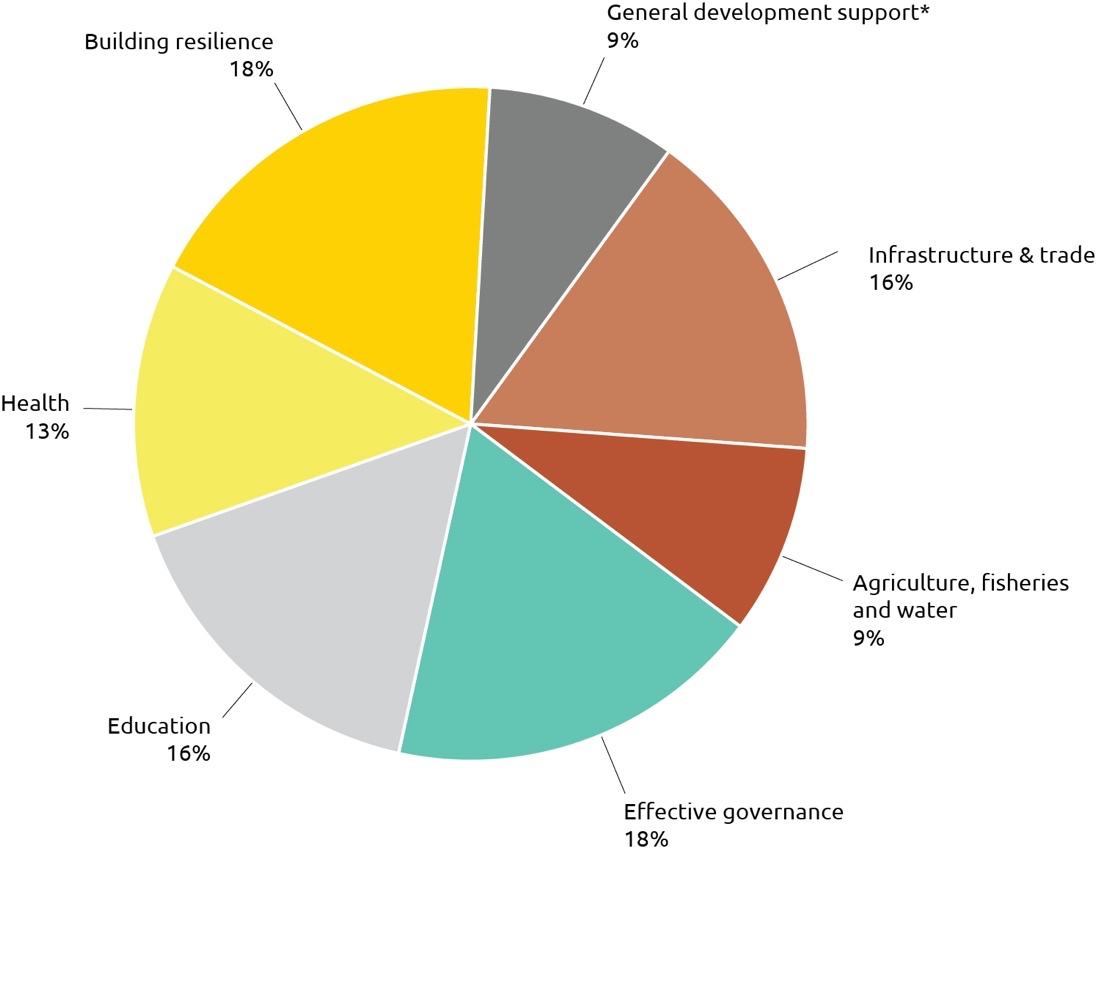 General development support*
9%
Building resilience
18%
Infrastructure & trade
16%
Health
13%
Agriculture, fisheries
and water
9%
Education
16%
Effective governance
18%